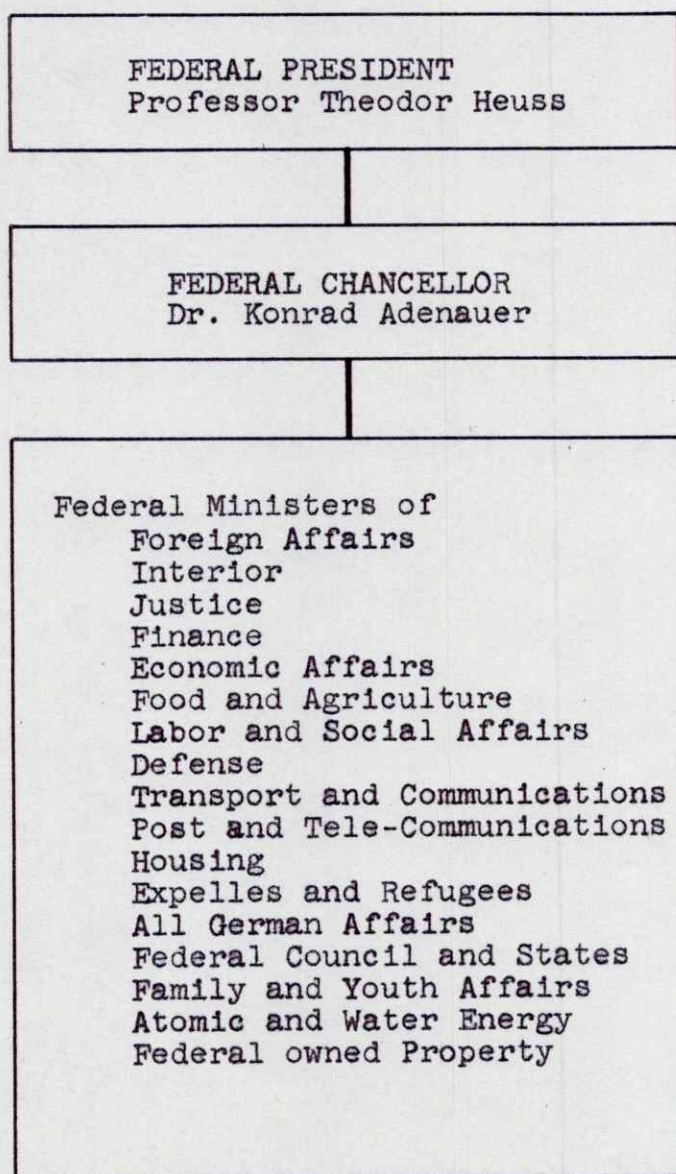 FEDERAL PRESIDENT
Professor Theodor Heuss
FEDERAL CHANCELLOR
Dr. Konrad Adenauer
Federal Ministers of
Foreign Affairs
Interior
Justice
Finance
Economic Affairs
Food and Agriculture
Labor and Social Affairs
Defense
Transport and Communications
Post and Tele-Communications
Housing
Expelles and Refugees
All German Affairs
Federal Council and States
Family and Youth Affairs
Atomic and Water Energy
Federal owned Property